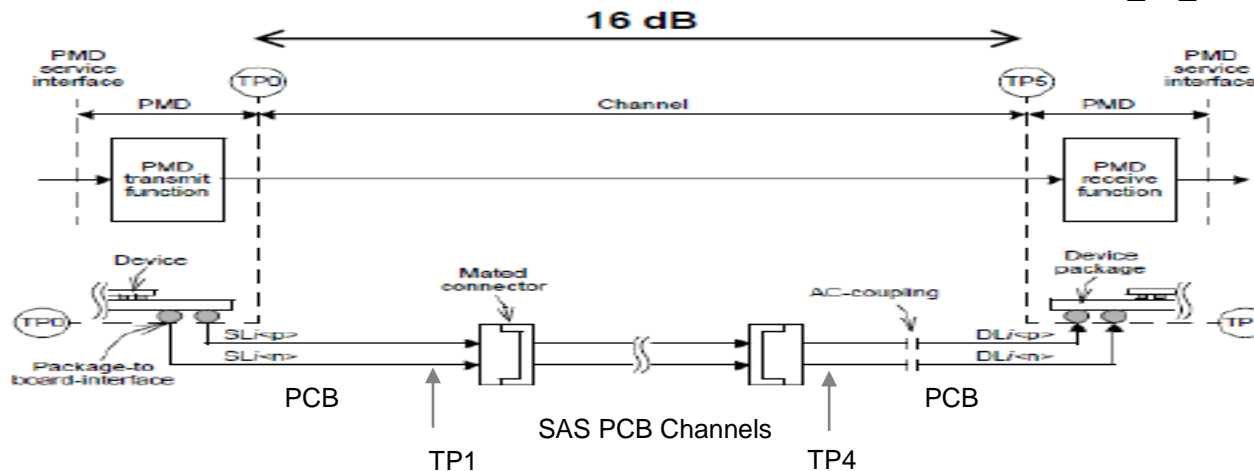 16 dB
PMD
service
interface
TP0
TP5
PMD
service
interface
PMD
Channel
PMD
PMD
transmit
function
PMD
receive
function
Device
Mated
connector
AC-coupling
Device
package
TP0
SLi<p>
SLi<n>
DLi<p>
DLi<n>
TP
Package-to
board-interface
PCB
PCB
SAS PCB Channels
TP1
TP4